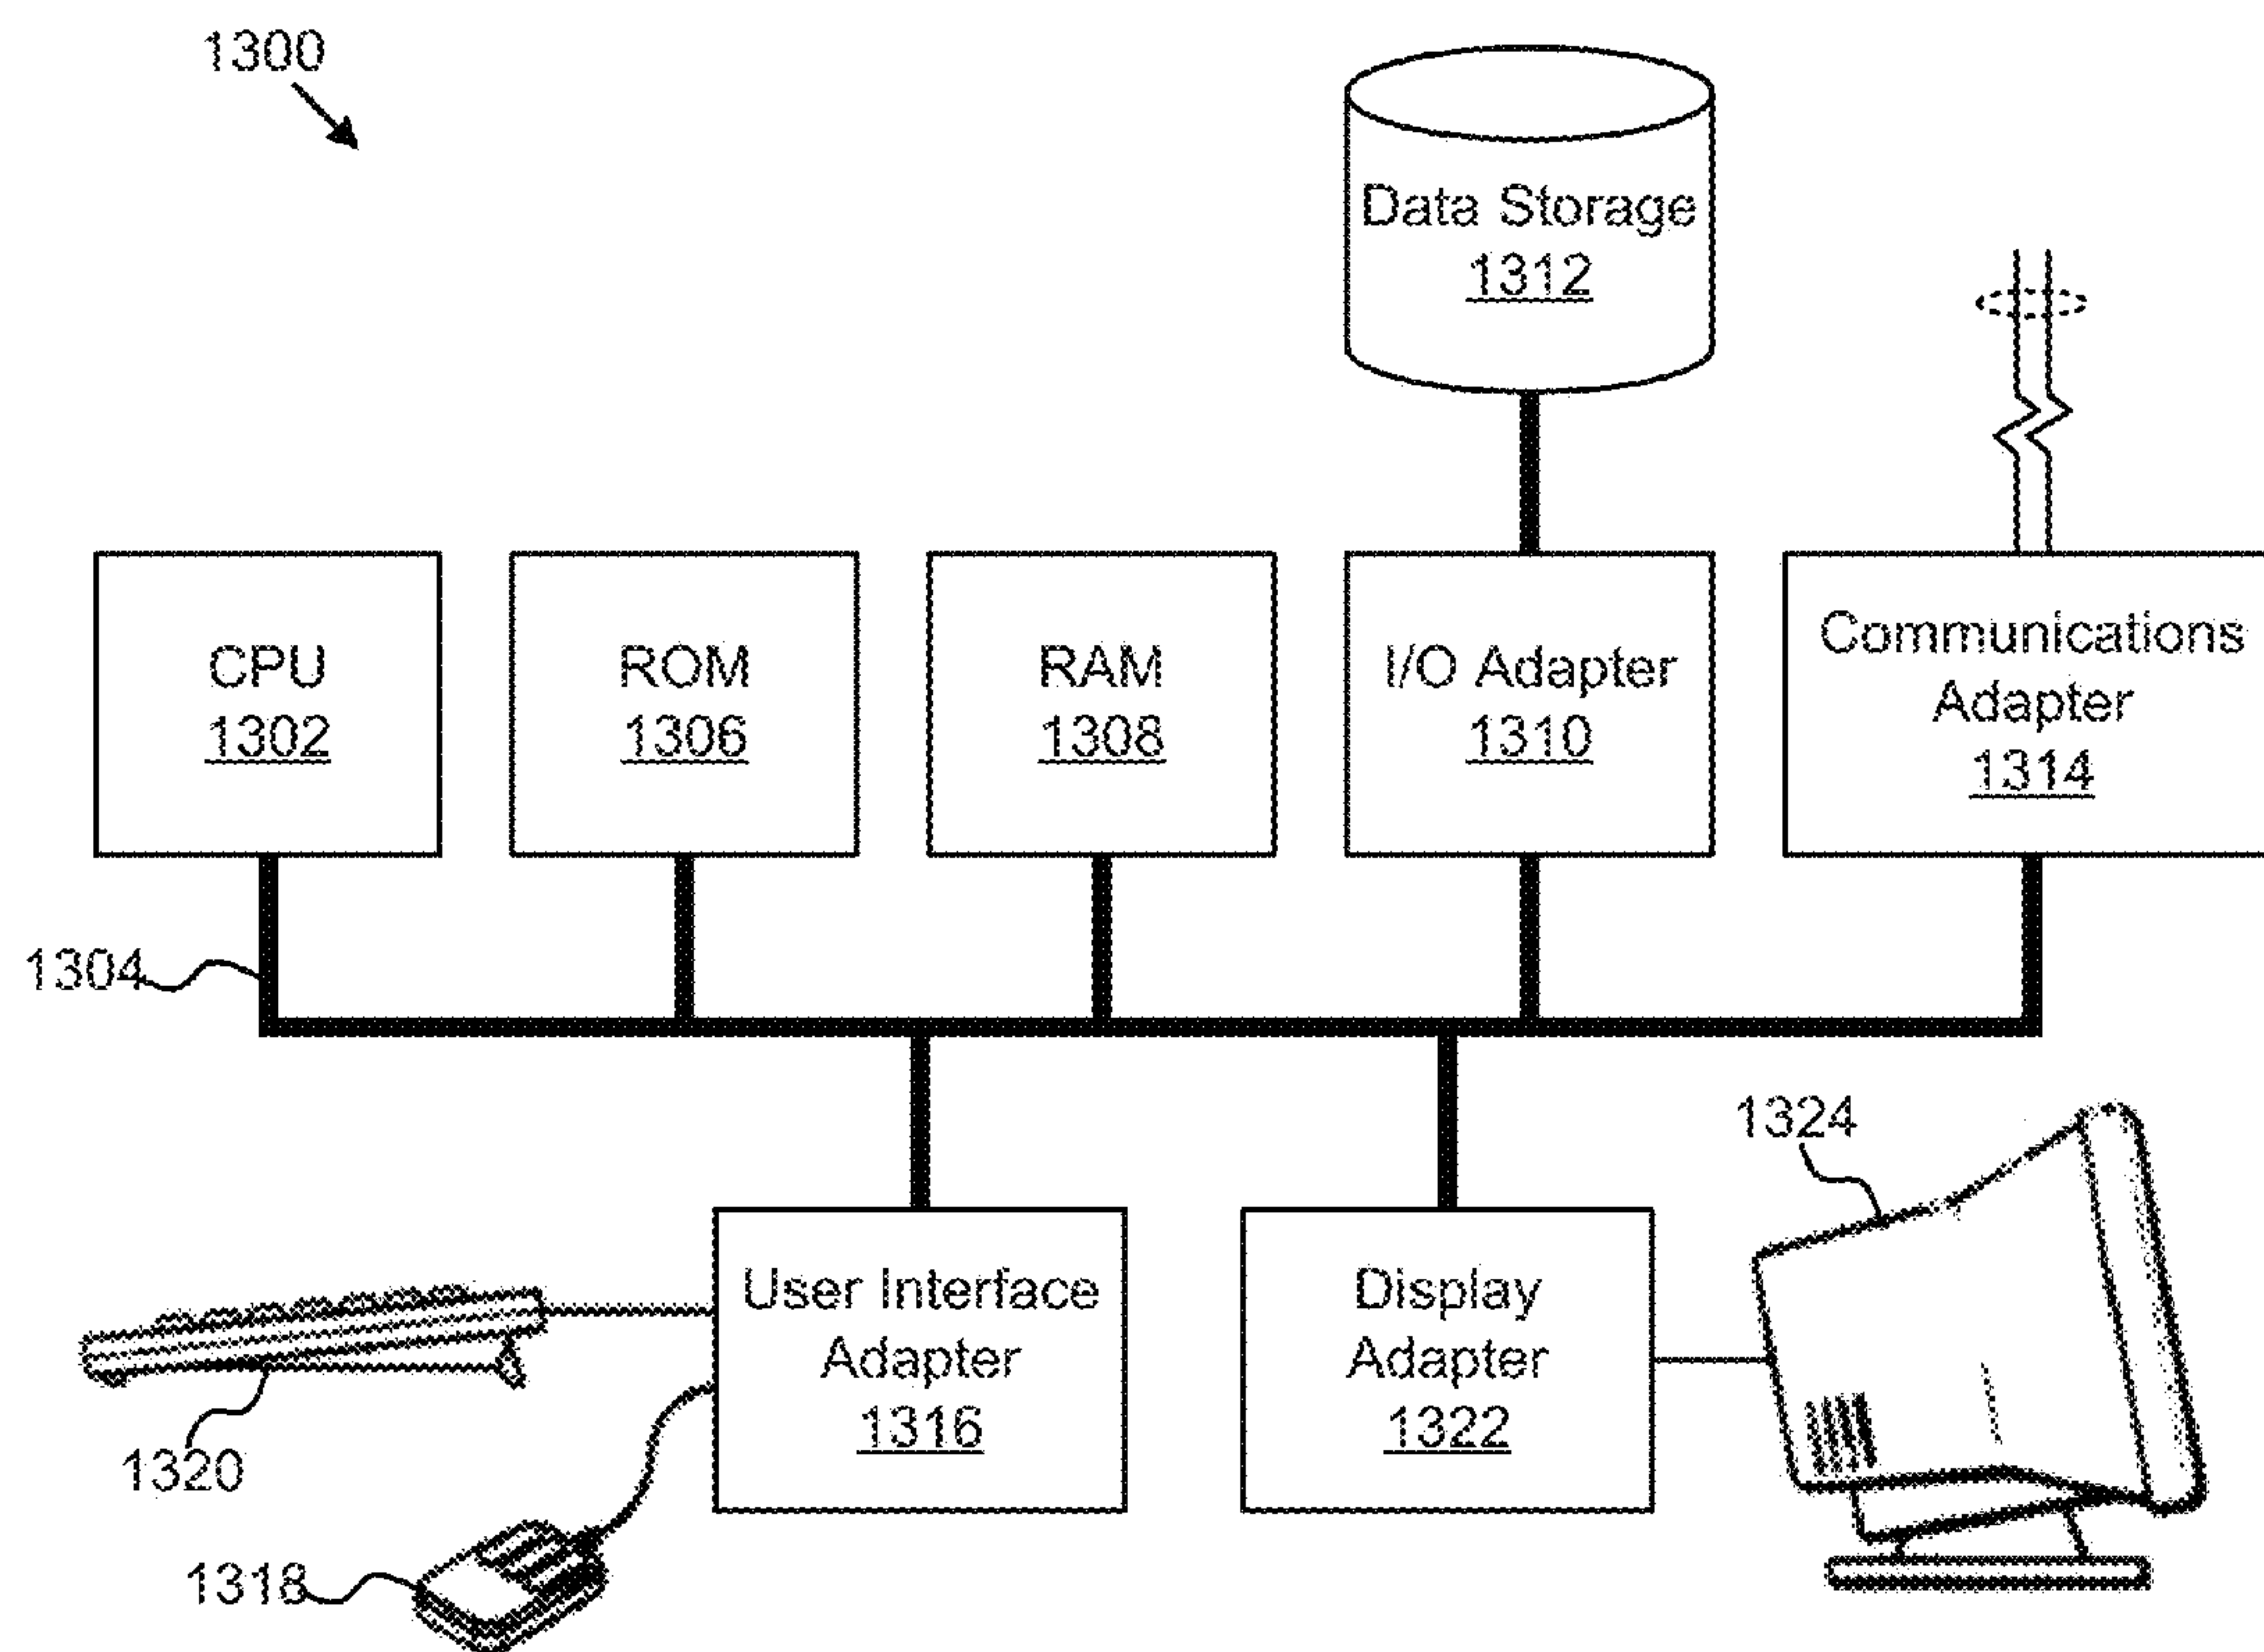 1300
Data Storage
1312
CPU
1302
ROM
1306
RAM
1308
I/O Adapter
1310
Communications
Adapter
1314
1304
1324
User Interface
Adapter
1316
Display
Adapter
1322
1320
1318